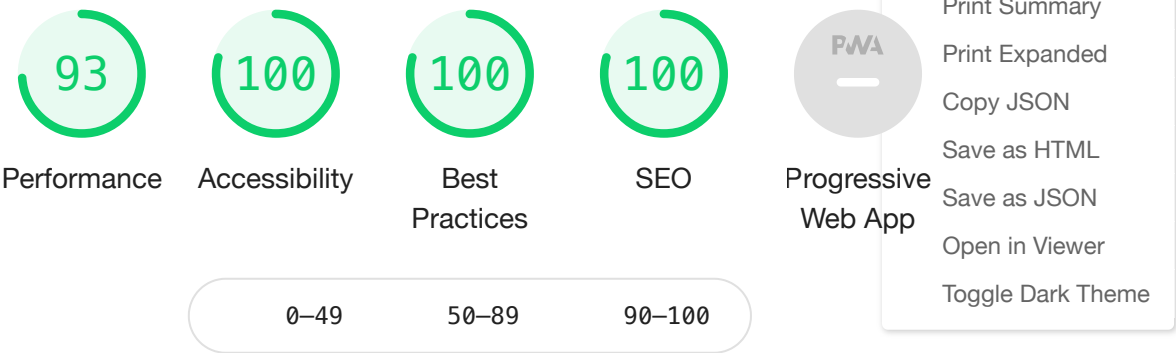 93
100
100
100
PWA
Performance
Accessibility
Best
Practices
SEO
Progressive
Web App
0–49
50–89
90–100
Print Summary
Print Expanded
Copy JSON
Save as HTML
Save as JSON
Open in Viewer
Toggle Dark Theme